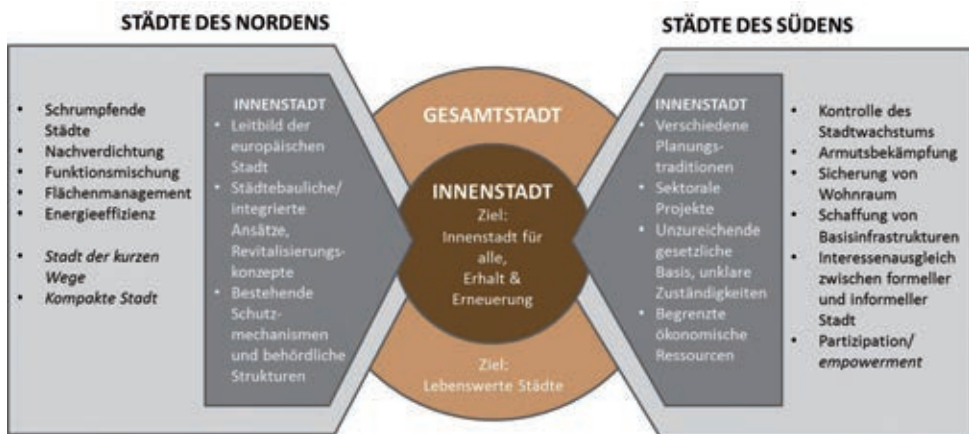 STÄDTE DES NORDENS
• Schrumpfende
Städte
• Nachverdichtung
• Funktionsmischung
• Flächenmanagement
• Energieeffizienz
• Stadt der kurzen
Wege
• Kompakte Stadt
INNENSTADT
• Leitbild der
europäischen
Stadt
• Städtebauliche/
integrierte
Ansätze,
Revitalisierungs-
konzepte
• Bestehende
Schutz-
mechanismen
und behördliche
Strukturen
GESAMTSTADT
INNENSTADT
Ziel:
Innenstadt für
alle,
Erhalt &
Erneuerung
Ziel:
Lebenswerte Städte
STÄDTE DES SÜDENS
INNENSTADT
• Verschiedene
Planungs-
traditionen
• Sektorale
Projekte
• Unzureichende
gesetzliche
Basis, unklare
Zuständigkeiten
• Begrenzte
ökonomische
Ressourcen
• Kontrolle des
Stadtwachstums
• Armutsbekämpfung
• Sicherung von
Wohnraum
• Schaffung von
Basisinfrastrukturen
• Interessenausgleich
zwischen formeller
und informeller
Stadt
• Partizipation/
empowerment